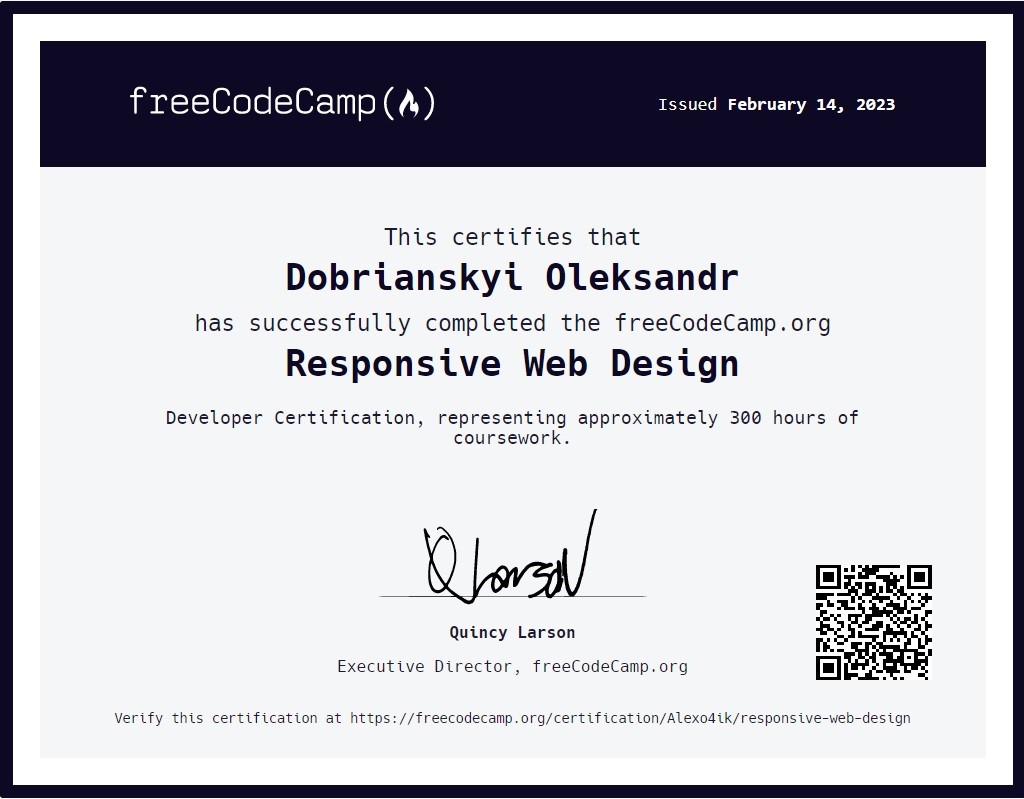 freeCodeCamp(🔥)
Issued February 14, 2023
This certifies that
Dobrianskyi Oleksandr
has successfully completed the freeCodeCamp.org
Responsive Web Design
Developer Certification, representing approximately 300 hours of
coursework.
Q Larson
Quincy Larson
Executive Director, freeCodeCamp.org
Verify this certification at https://freecodecamp.org/certification/Alexo4ik/responsive-web-design